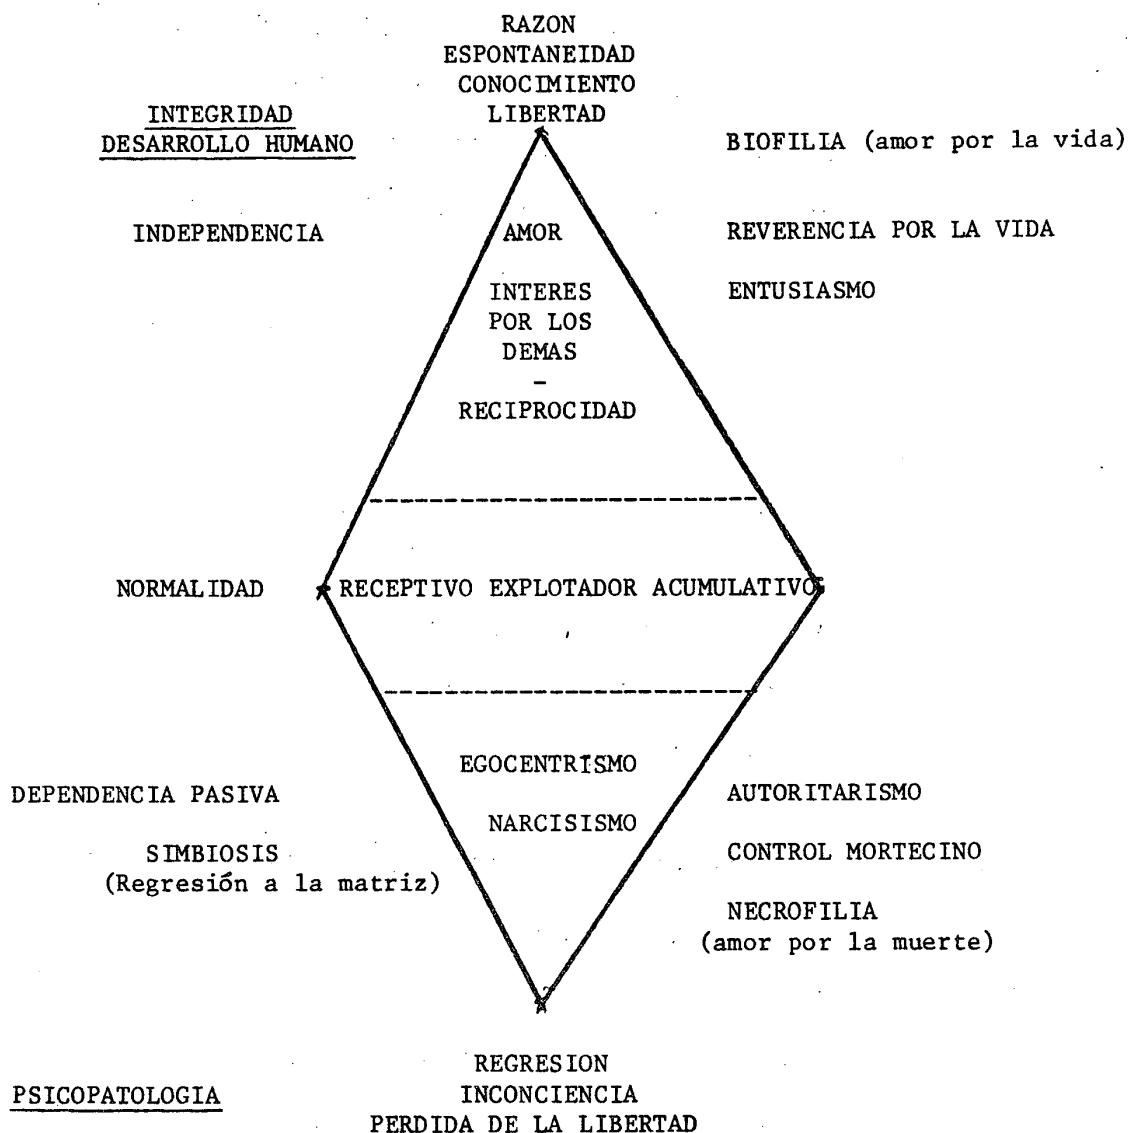 RAZON
ESPONTANEIDAD
CONOCIMIENTO
INTEGRIDAD
LIBERTAD
DESARROLLO HUMANO
BIOFILIA (amor por la vida)
INDEPENDENCIA
AMOR
REVERENCIA POR LA VIDA
INTERES
POR LOS
DEMAS
-
RECIPROCIDAD
ENTUSIASMO
NORMALIDAD
RECEPTIVO EXPLOTADOR ACUMULATIVO
EGOCENTRISMO
NARCISISMO
DEPENDENCIA PASIVA
SIMBIOSIS
(Regresión a la matriz)
AUTORITARISMO
CONTROL MORTECINO
NECROFILIA
(amor por la muerte)
REGRESION
INCONCIENCIA
PERDIDA DE LA LIBERTAD
PSICOPATOLOGIA